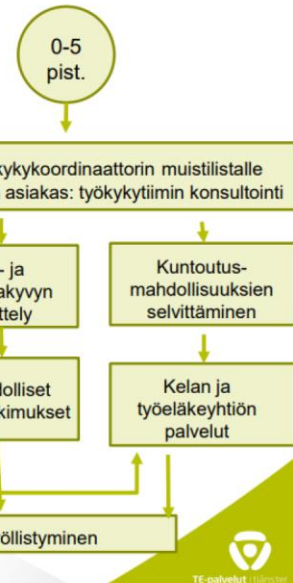 0-5
pist.
kykykoordinaattorin muistilistalle
asiakas: työkykytiimin konsultointi
- ja
akyvyn
ttely
Kuntoutus-
mahdollisuuksien
selvittäminen
dolliset
kimukset
Kelan ja
työeläkeyhtiön
palvelut
öllistyminen
TE-palvelut | tjänster